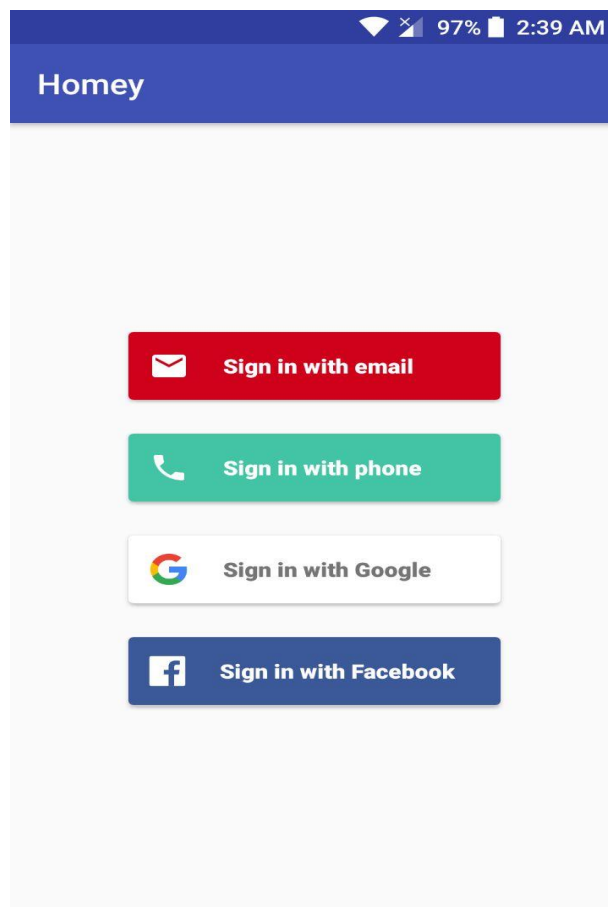 97% 2:39 AM
Homey
Sign in with email
Sign in with phone
Sign in with Google
Sign in with Facebook